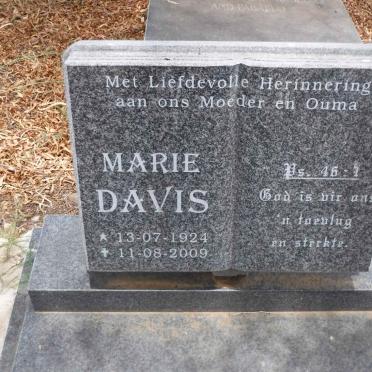 Met Liefdevolle Herinnering
aan ons Moeder en Ouma
MARIE
DAVIS
* 13-07-1924
✝ 11-08-2009
Ps. 46:1
God is vir ons
'n toevlug
en sterkte.